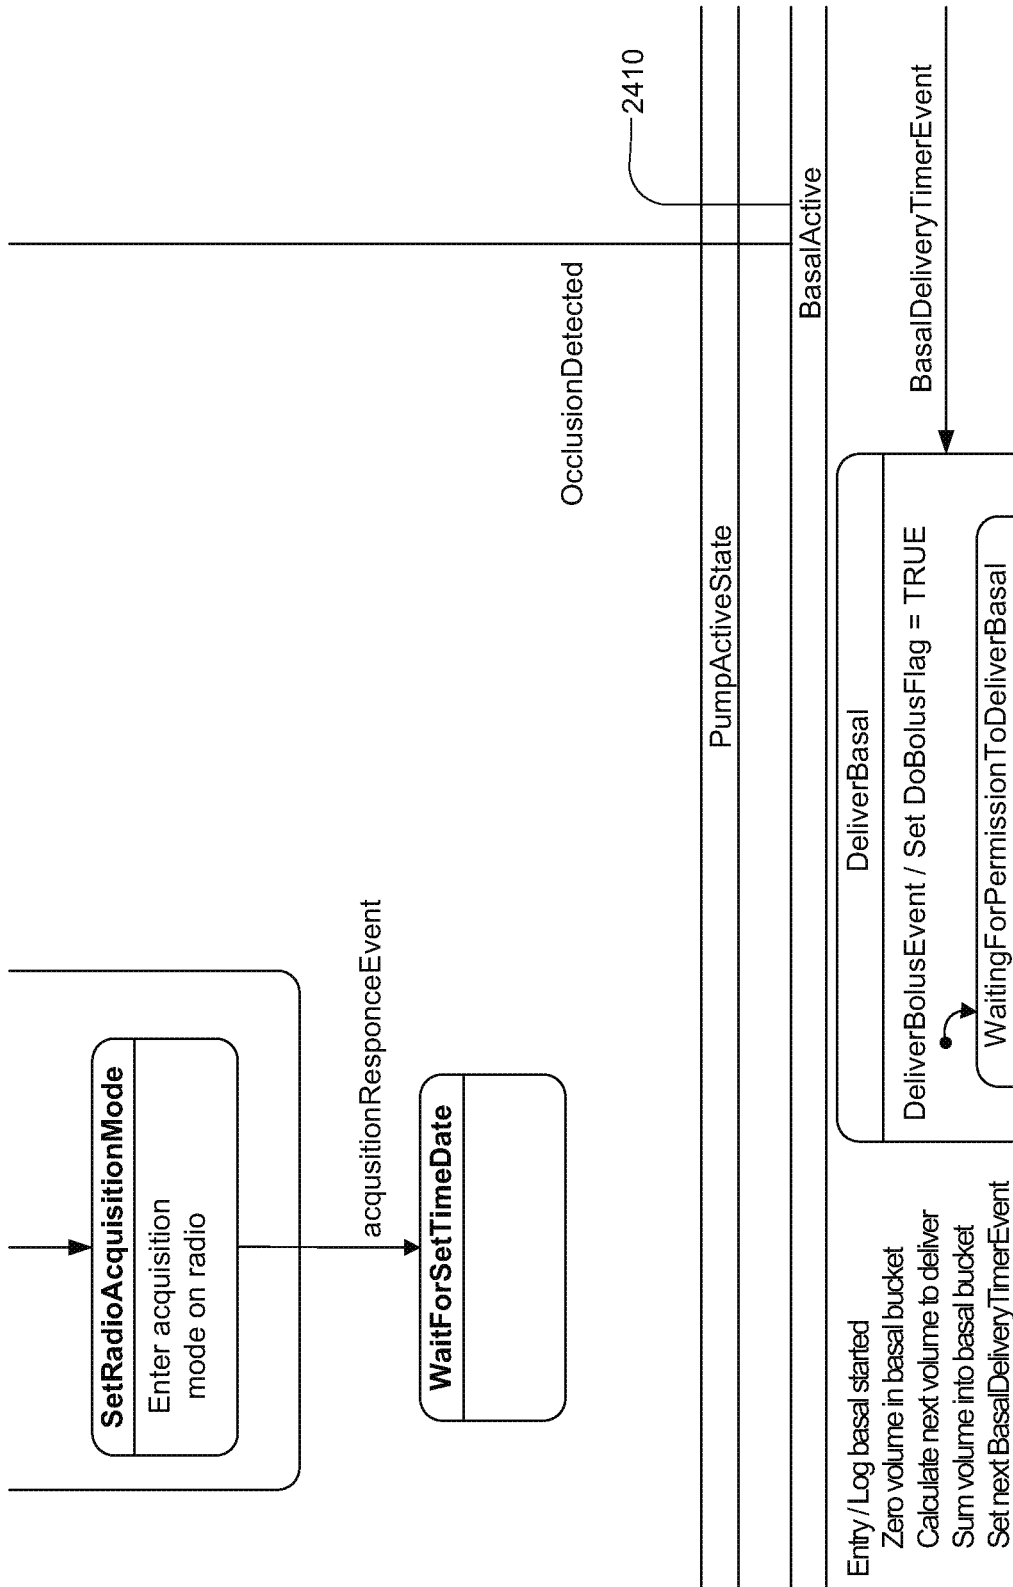 SetRadioAcquisitionMode
Enter acquisition
mode on radio
acqusitionResponceEvent
WaitForSetTimeDate
OcclusionDetected
2410
PumpActiveState
BasalActive
Entry / Log basal started
Zero volume in basal bucket
Calculate next volume to deliver
Sum volume into basal bucket
Set next BasalDeliveryTimerEvent
DeliverBasal
DeliverBolusEvent / Set DoBolusFlag = TRUE
WaitingForPermissionToDeliverBasal
BasalDeliveryTimerEvent